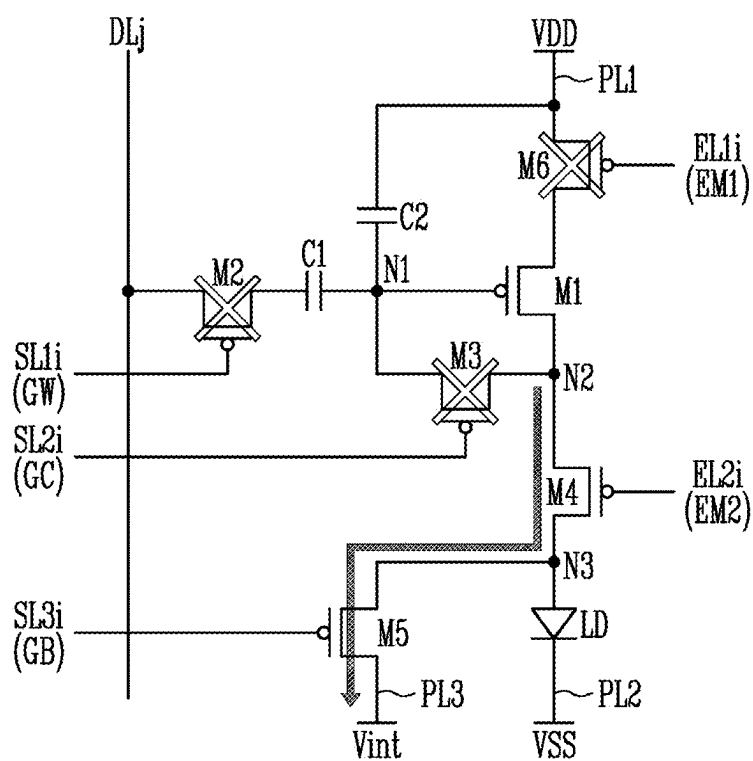 DLj
VDD
PL1
M6
EL1i
(EM1)
C2
C1
N1
M2
M1
SL1i
(GW)
M3
N2
SL2i
(GC)
M4
EL2i
(EM2)
N3
SL3i
(GB)
M5
LD
PL3
PL2
Vint
VSS